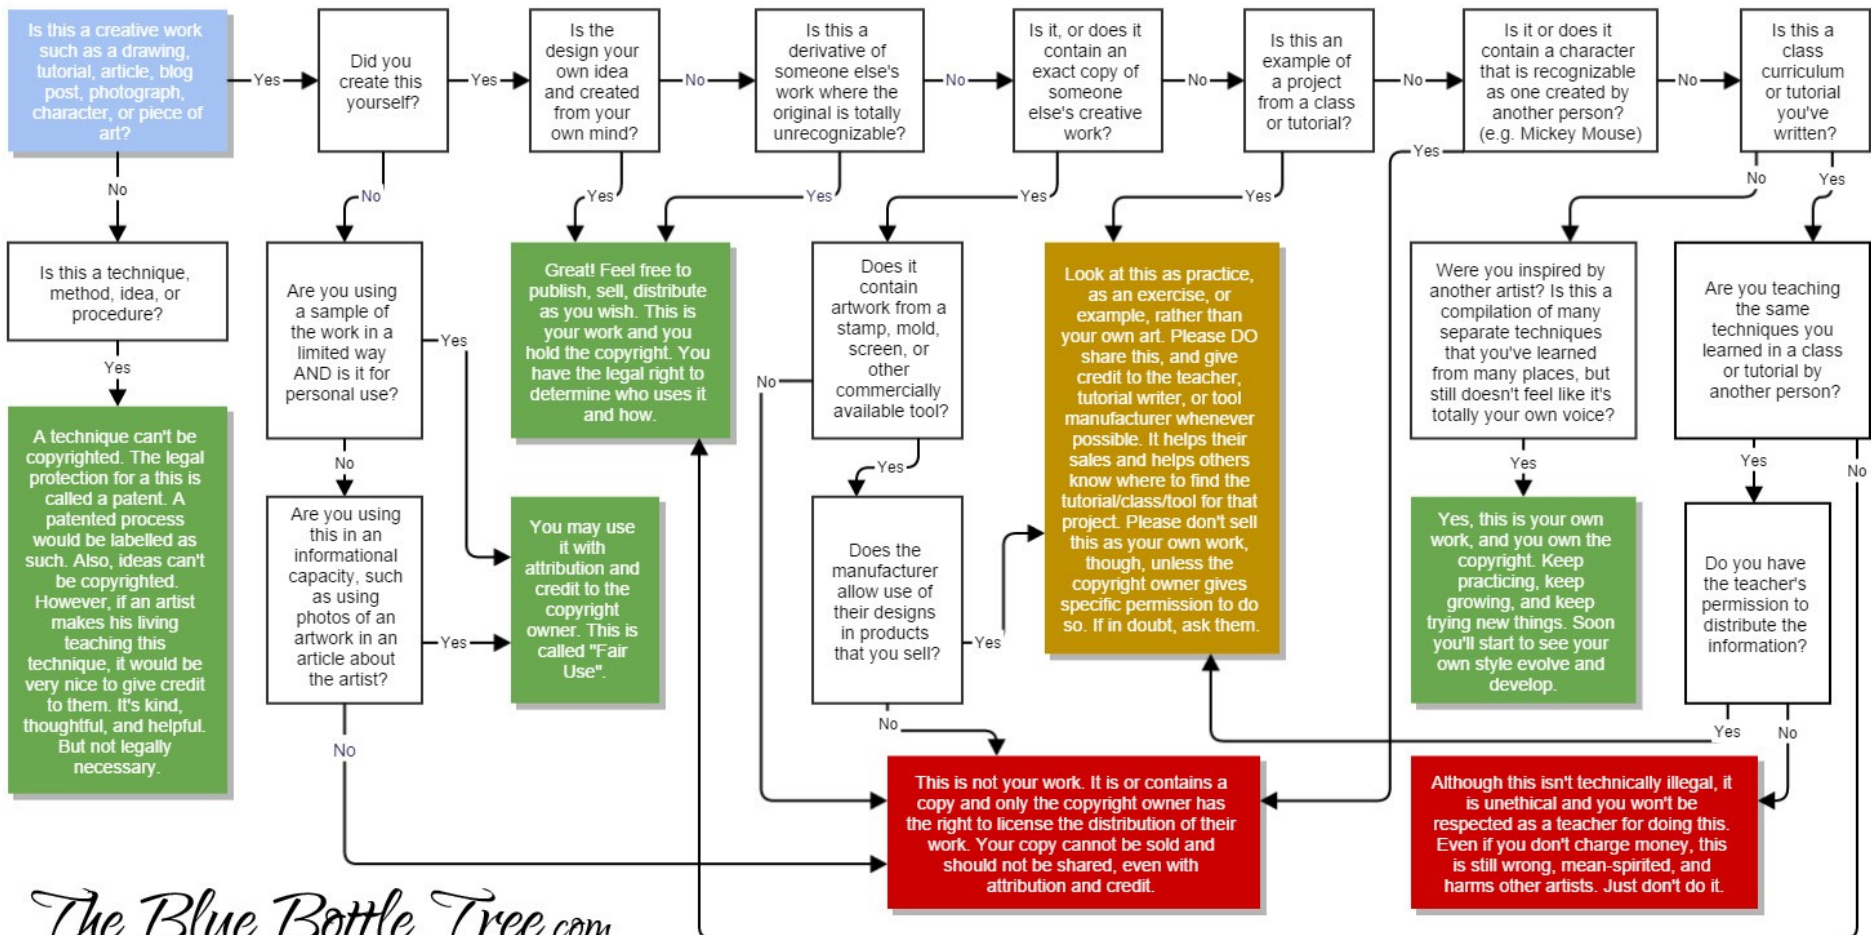 Is this a creative work
such as a drawing,
tutorial, article, blog
post, photograph,
character, or piece of
art?
Yes
Did you
create this
yourself?
Yes
Is the
design your
own idea
and created
from your
own mind?
No
Is this a
derivative of
someone else's
work where the
original is totally
unrecognizable?
No
Is it, or does it
contain an
exact copy of
someone
else's creative
work?
No
Is this an
example of
a project
from a class
or tutorial?
No
Is it or does it
contain a character
that is recognizable
as one created by
another person?
(e.g. Mickey Mouse)
No
Is this a
class
curriculum
or tutorial
you've
written?
No
No
Yes
Yes
Yes
Yes
Yes
No
Yes
Is this a technique,
method, idea, or
procedure?
Yes
A technique can't be
copyrighted. The legal
protection for a this is
called a patent. A
patented process
would be labelled as
such. Also, ideas can't
be copyrighted.
However, if an artist
makes his living
teaching this
technique, it would be
very nice to give credit
to them. It's kind,
thoughtful, and helpful.
But not legally
necessary.
Are you using
a sample of
the work in a
limited way
AND is it for
personal use?
Yes
No
Are you using
this in an
informational
capacity, such
as using
photos of an
artwork in an
article about
the artist?
Yes
No
Great! Feel free to
publish, sell, distribute
as you wish. This is
your work and you
hold the copyright. You
have the legal right to
determine who uses it
and how.
You may use
it with
attribution and
credit to the
copyright
owner. This is
called "Fair
Use".
Does it
contain
artwork from a
stamp, mold,
screen, or
other
commercially
available tool?
No
Yes
Does the
manufacturer
allow use of
their designs
in products
that you sell?
Yes
No
Look at this as practice,
as an exercise, or
example, rather than
your own art. Please DO
share this, and give
credit to the teacher,
tutorial writer, or tool
manufacturer whenever
possible. It helps their
sales and helps others
know where to find the
tutorial/class/tool for that
project. Please don't sell
this as your own work,
though, unless the
copyright owner gives
specific permission to do
so. If in doubt, ask them.
Were you inspired by
another artist? Is this a
compilation of many
separate techniques
that you've learned
from many places, but
still doesn't feel like it's
totally your own voice?
Yes
Yes, this is your own
work, and you own the
copyright. Keep
practicing, keep
growing, and keep
trying new things. Soon
you'll start to see your
own style evolve and
develop.
Are you teaching
the same
techniques you
learned in a class
or tutorial by
another person?
Yes
No
Do you have
the teacher's
permission to
distribute the
information?
Yes
No
This is not your work. It is or contains a
copy and only the copyright owner has
the right to license the distribution of their
work. Your copy cannot be sold and
should not be shared, even with
attribution and credit.
Although this isn't technically illegal, it
is unethical and you won't be
respected as a teacher for doing this.
Even if you don't charge money, this
is still wrong, mean-spirited, and
harms other artists. Just don't do it.
The Blue Bottle Tree.com